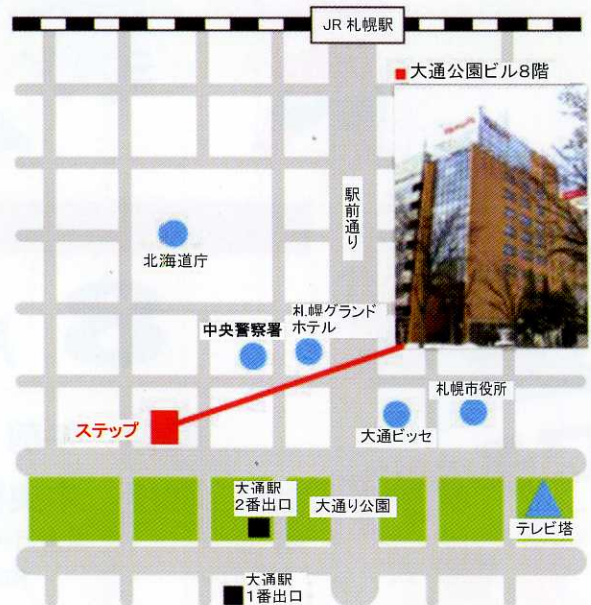 JR 札幌駅
大通公園ビル8階
駅前通り
北海道庁
札幌グランド
ホテル
中央警察署
札幌市役所
大通ビッセ
ステップ
大通駅
2番出口
大通り公園
テレビ塔
大通駅
1番出口